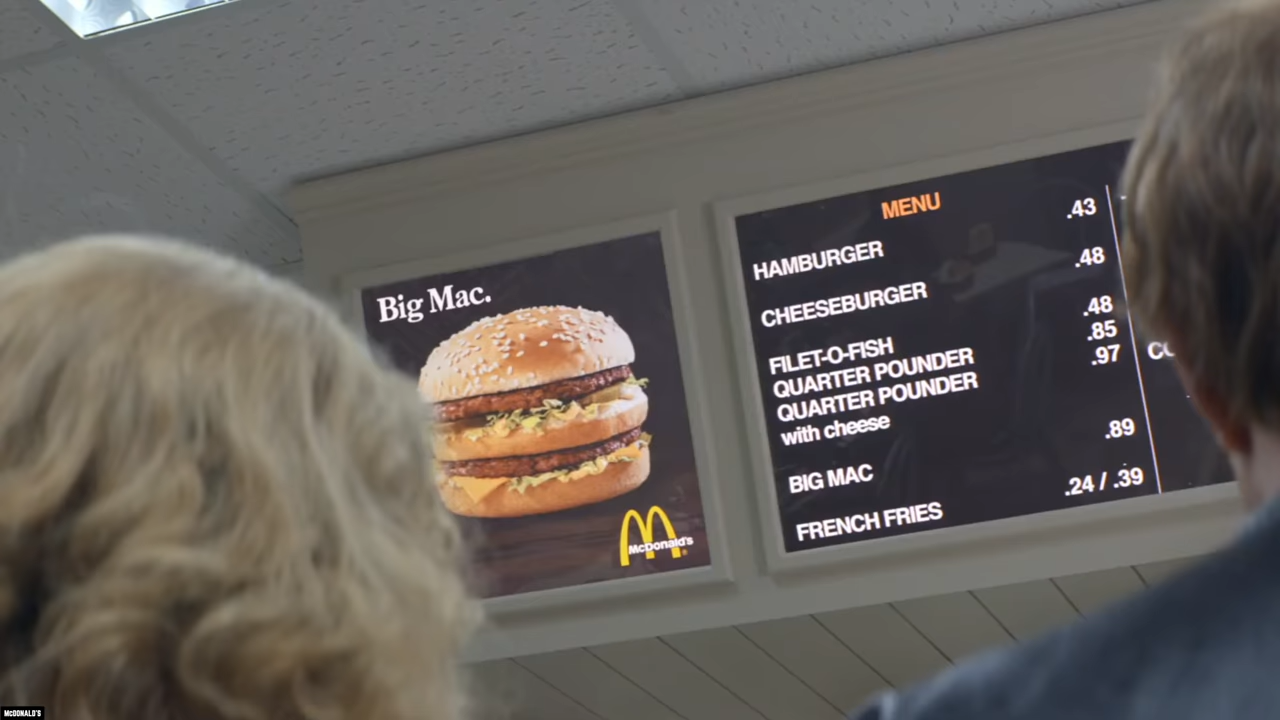 Big Mac.
McDonald's
MENU
HAMBURGER .43
CHEESEBURGER .48
FILET-O-FISH .48
QUARTER POUNDER .85
QUARTER POUNDER .97
with cheese
BIG MAC .89
FRENCH FRIES .24 / .39
McDONALD'S